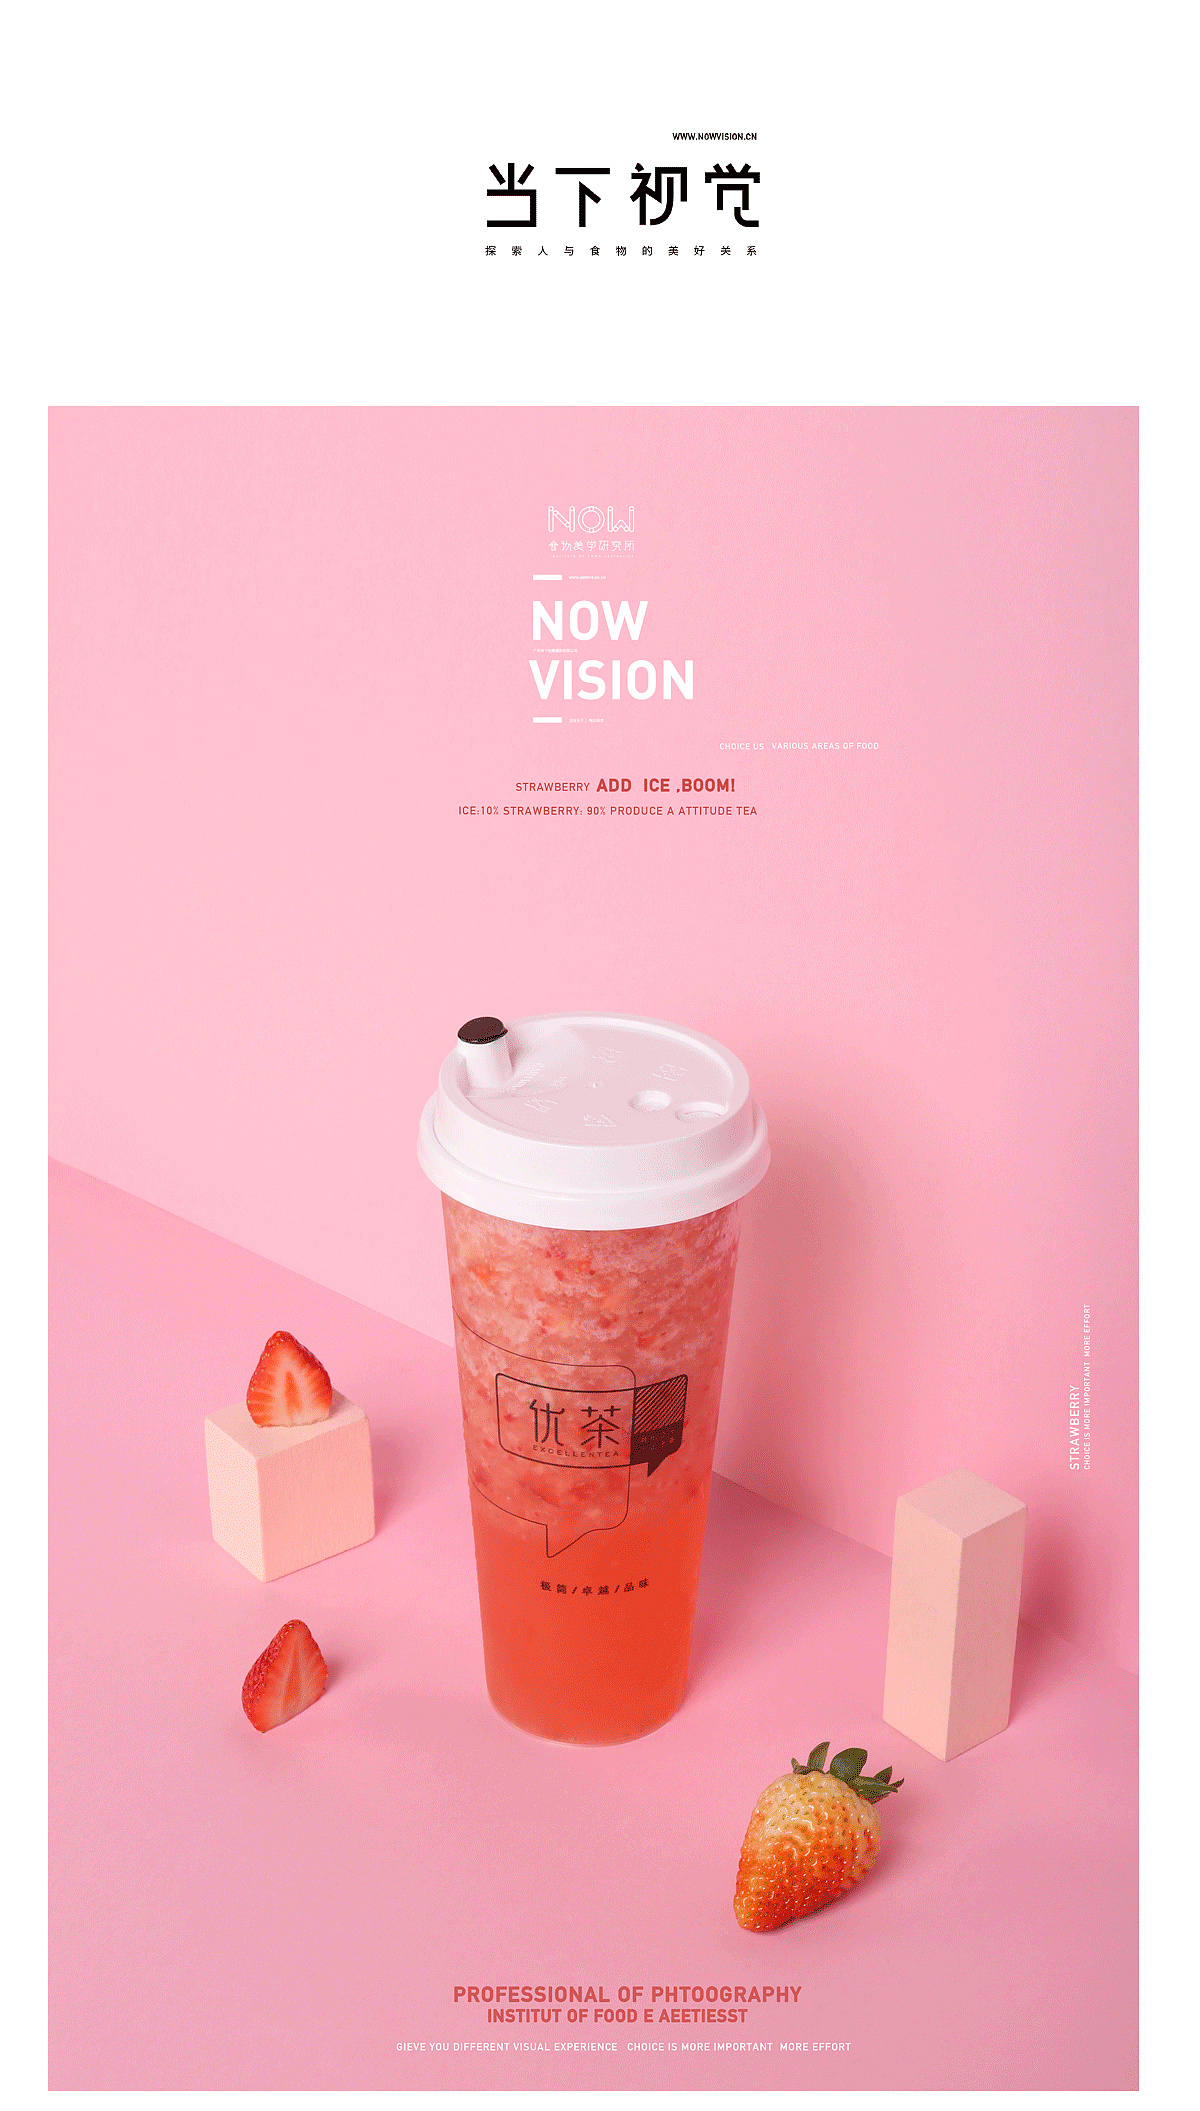 WWW.NOWVISION.CN
当下视觉
探索人与食物的美好关系
NOW
食物美学研究所
WWW.NOWVISION.CN
NOW
VISION
CHOICE US VARIOUS AREAS OF FOOD
STRAWBERRY ADD ICE ,BOOM!
ICE:10% STRAWBERRY: 90% PRODUCE A ATTITUDE TEA
优茶
EXCELLENTEA
极简/卓越/品味
STRAWBERRY
CHOICE IS MORE IMPORTANT MORE EFFORT
PROFESSIONAL OF PHTOOGRAPHY
INSTITUT OF FOOD E AEETIESST
GIEVE YOU DIFFERENT VISUAL EXPERIENCE CHOICE IS MORE IMPORTANT MORE EFFORT